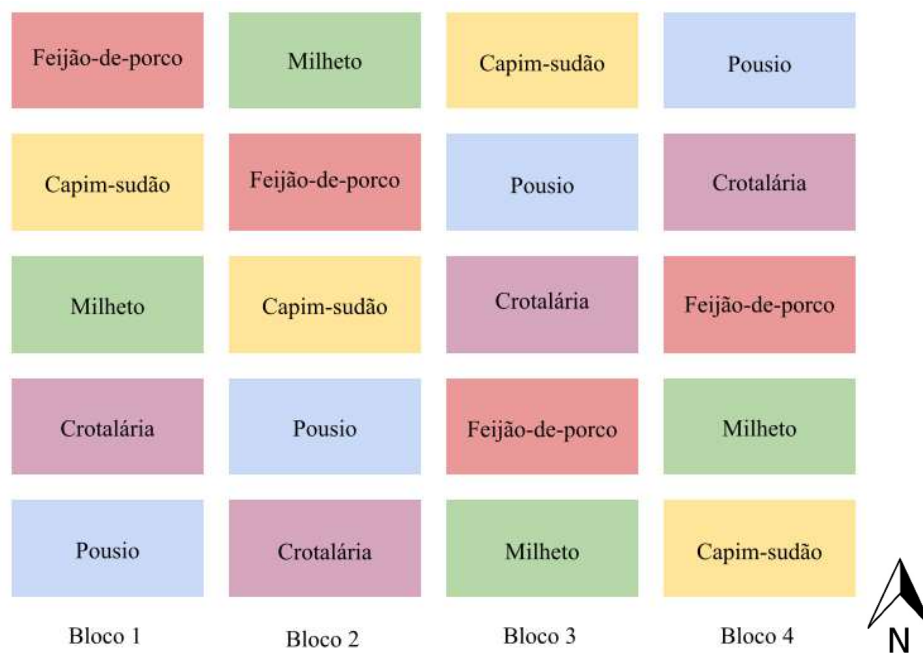 Feijão-de-porco
Milheto
Capim-sudão
Pousio
Capim-sudão
Feijão-de-porco
Pousio
Crotalária
Milheto
Capim-sudão
Crotalária
Feijão-de-porco
Crotalária
Pousio
Feijão-de-porco
Milheto
Pousio
Crotalária
Milheto
Capim-sudão
Bloco 1
Bloco 2
Bloco 3
Bloco 4
N